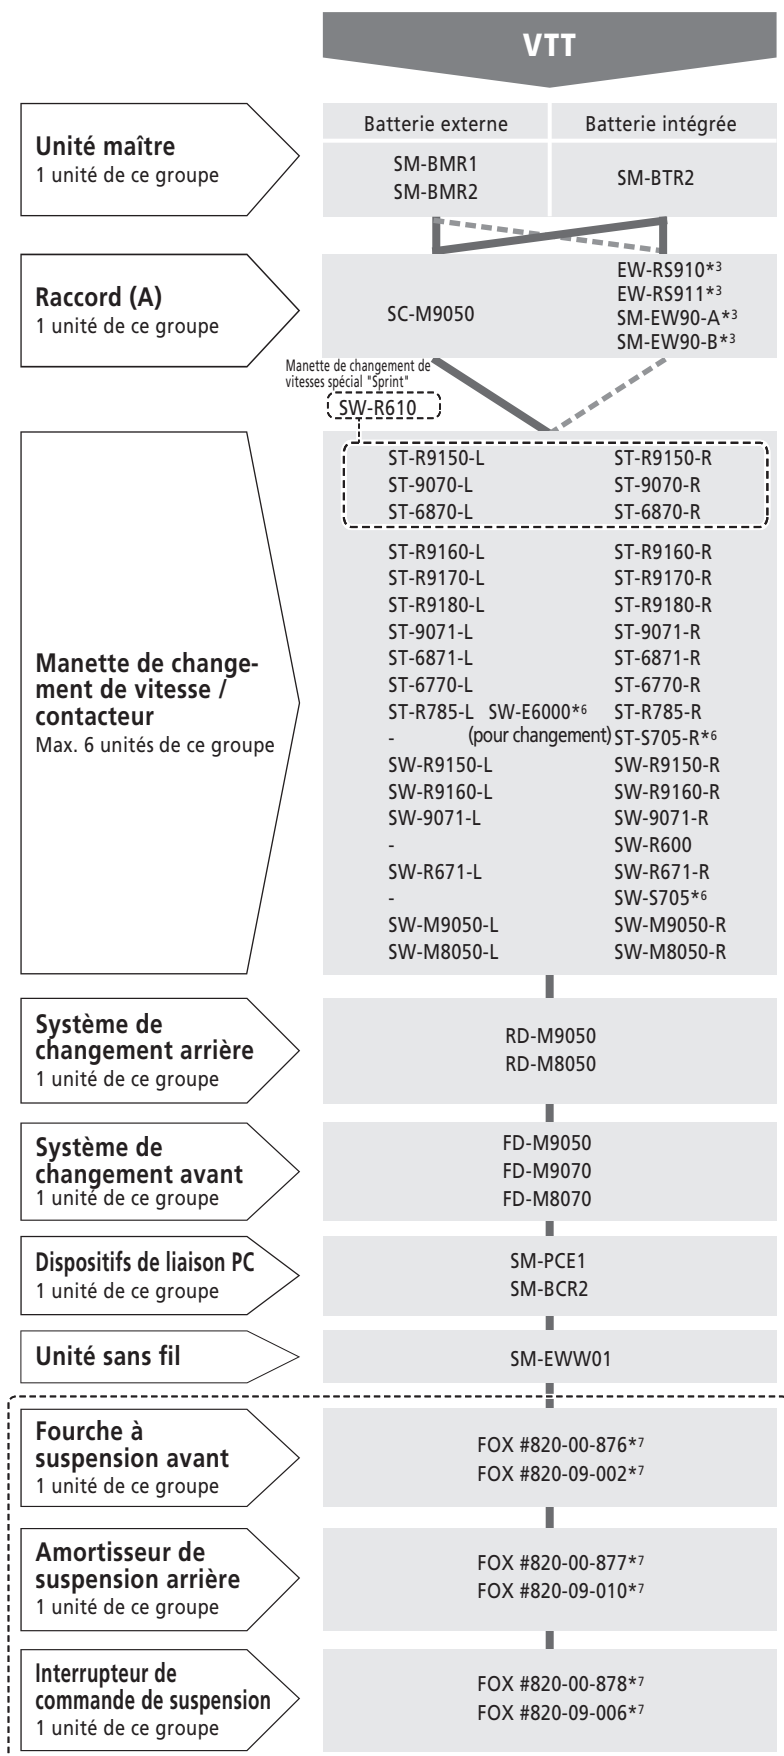 VTT
Unité maître
1 unité de ce groupe
Batterie externe
Batterie intégrée
SM-BMR1
SM-BMR2
SM-BTR2
Raccord (A)
1 unité de ce groupe
SC-M9050
EW-RS910*3
EW-RS911*3
SM-EW90-A*3
SM-EW90-B*3
Manette de changement de
vitesses spécial "Sprint"
SW-R610
Manette de change-
ment de vitesse /
contacteur
Max. 6 unités de ce groupe
ST-R9150-L ST-R9150-R
ST-9070-L ST-9070-R
ST-6870-L ST-6870-R
ST-R9160-L ST-R9160-R
ST-R9170-L ST-R9170-R
ST-R9180-L ST-R9180-R
ST-9071-L ST-9071-R
ST-6871-L ST-6871-R
ST-6770-L ST-6770-R
ST-R785-L SW-E6000*6 ST-R785-R
- (pour changement) ST-S705-R*6
SW-R9150-L SW-R9150-R
SW-R9160-L SW-R9160-R
SW-9071-L SW-9071-R
- SW-R600
SW-R671-L SW-R671-R
- SW-S705*6
SW-M9050-L SW-M9050-R
SW-M8050-L SW-M8050-R
Système de
changement arrière
1 unité de ce groupe
RD-M9050
RD-M8050
Système de
changement avant
1 unité de ce groupe
FD-M9050
FD-M9070
FD-M8070
Dispositifs de liaison PC
1 unité de ce groupe
SM-PCE1
SM-BCR2
Unité sans fil
SM-EWW01
Fourche à
suspension avant
1 unité de ce groupe
FOX #820-00-876*7
FOX #820-09-002*7
Amortisseur de
suspension arrière
1 unité de ce groupe
FOX #820-00-877*7
FOX #820-09-010*7
Interrupteur de
commande de suspension
1 unité de ce groupe
FOX #820-00-878*7
FOX #820-09-006*7